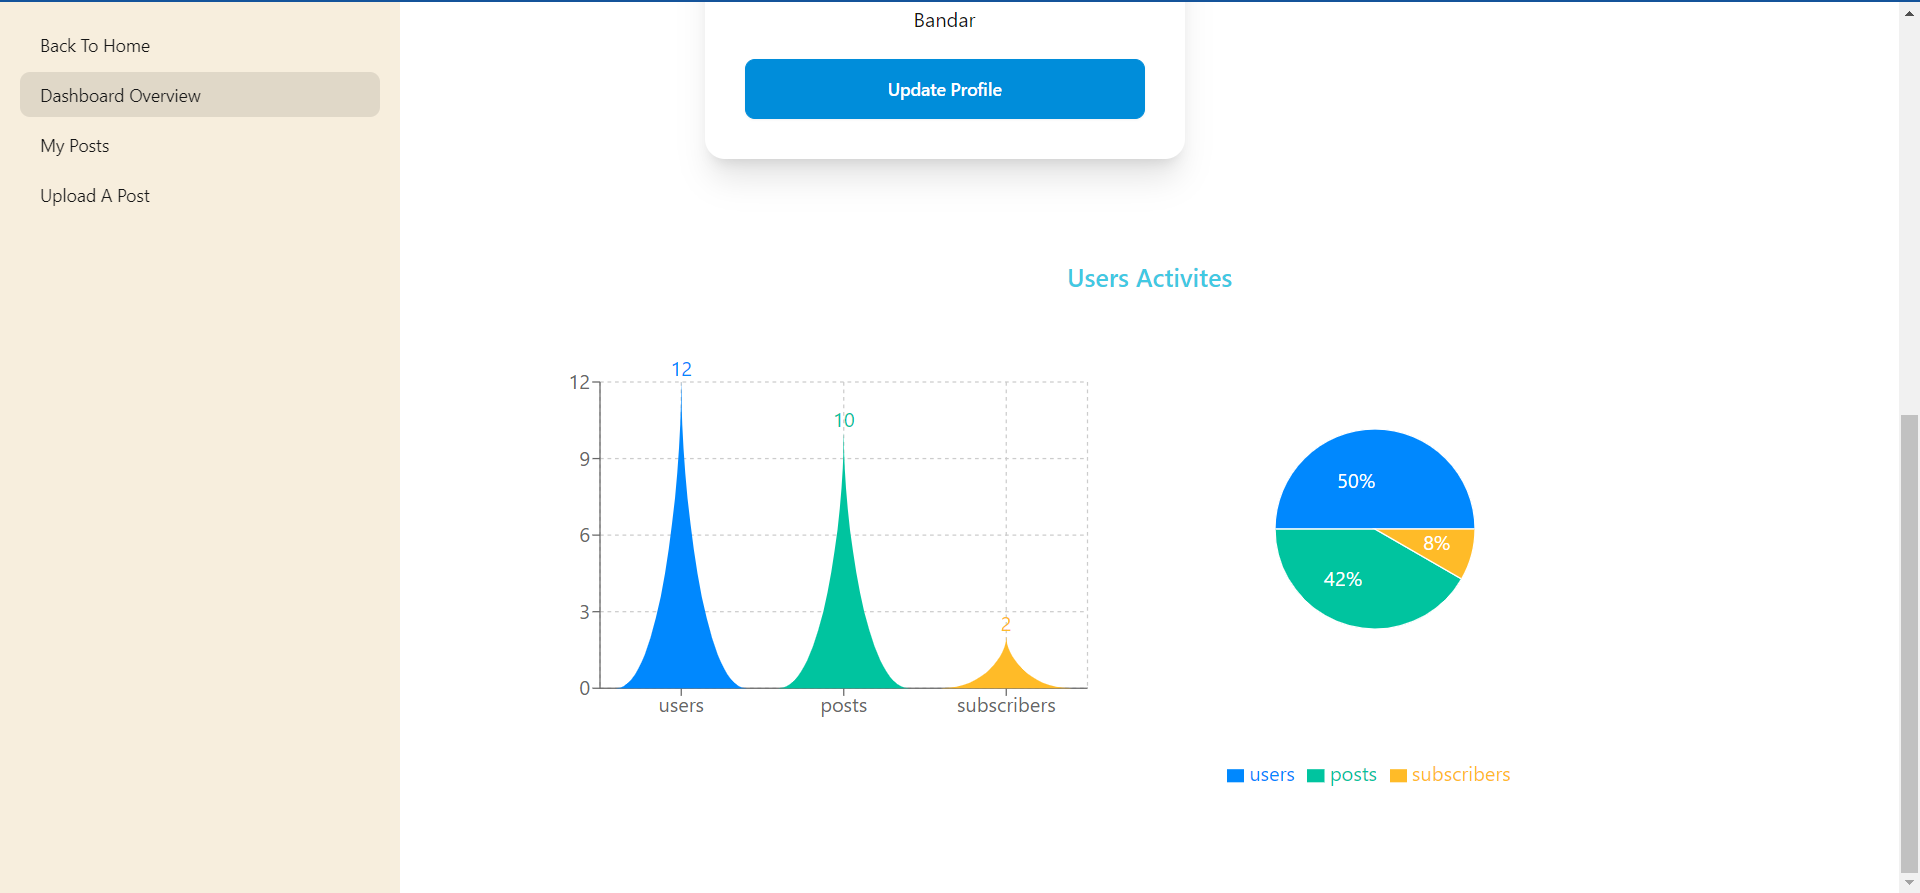 Back To Home
Dashboard Overview
My Posts
Upload A Post
Bandar
Update Profile
Users Activites
12
12
10
9
6
3
2
0
users
posts
subscribers
50%
8%
42%
users
posts
subscribers